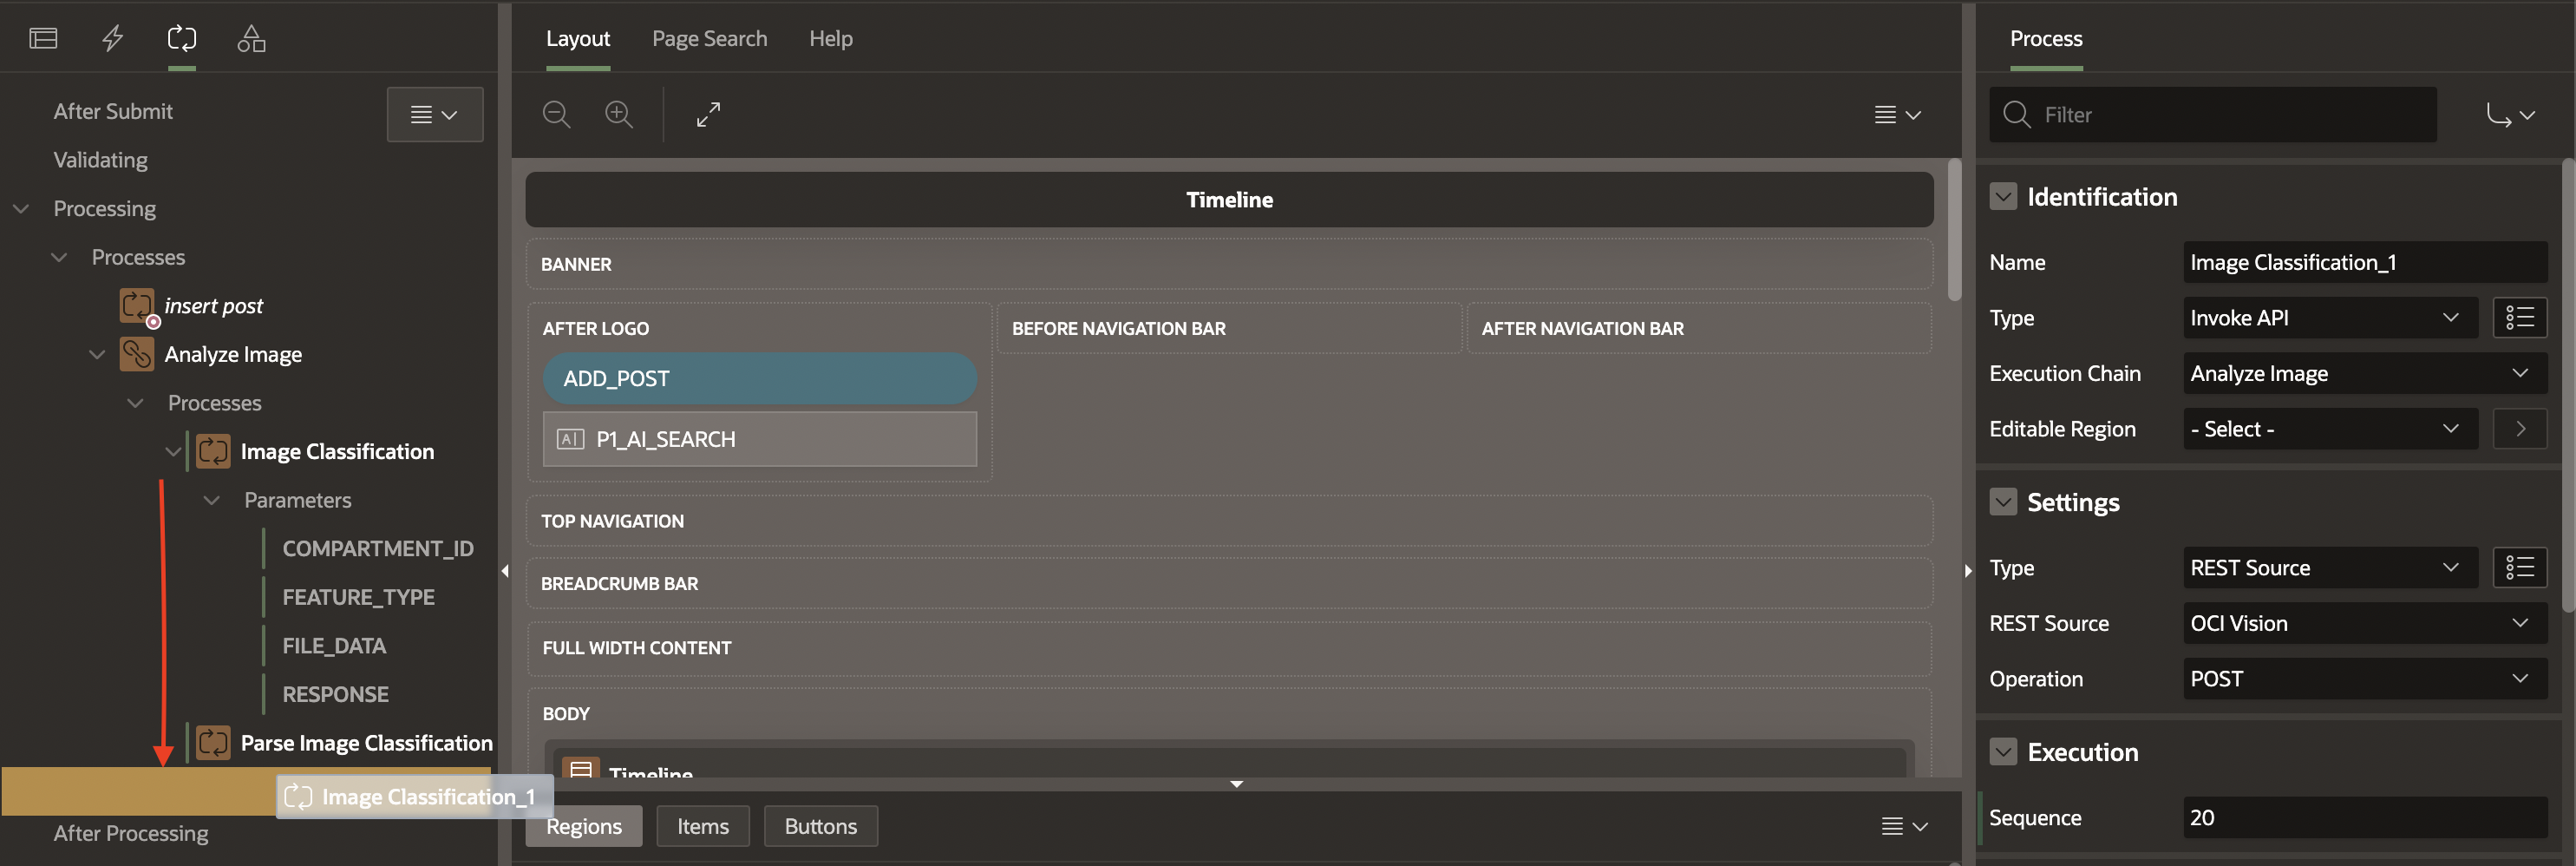 After Submit
Validating
Processing
Processes
insert post
Analyze Image
Processes
Image Classification
Parameters
COMPARTMENT_ID
FEATURE_TYPE
FILE_DATA
RESPONSE
Parse Image Classification
Image Classification_1
After Processing
Layout Page Search Help
Timeline
BANNER
AFTER LOGO BEFORE NAVIGATION BAR AFTER NAVIGATION BAR
ADD_POST
A P1_AI_SEARCH
TOP NAVIGATION
BREADCRUMB BAR
FULL WIDTH CONTENT
BODY
Timeline
Regions Items Buttons
Process
Filter
Identification
Name Image Classification_1
Type Invoke API
Execution Chain Analyze Image
Editable Region - Select -
Settings
Type REST Source
REST Source OCI Vision
Operation POST
Execution
Sequence 20